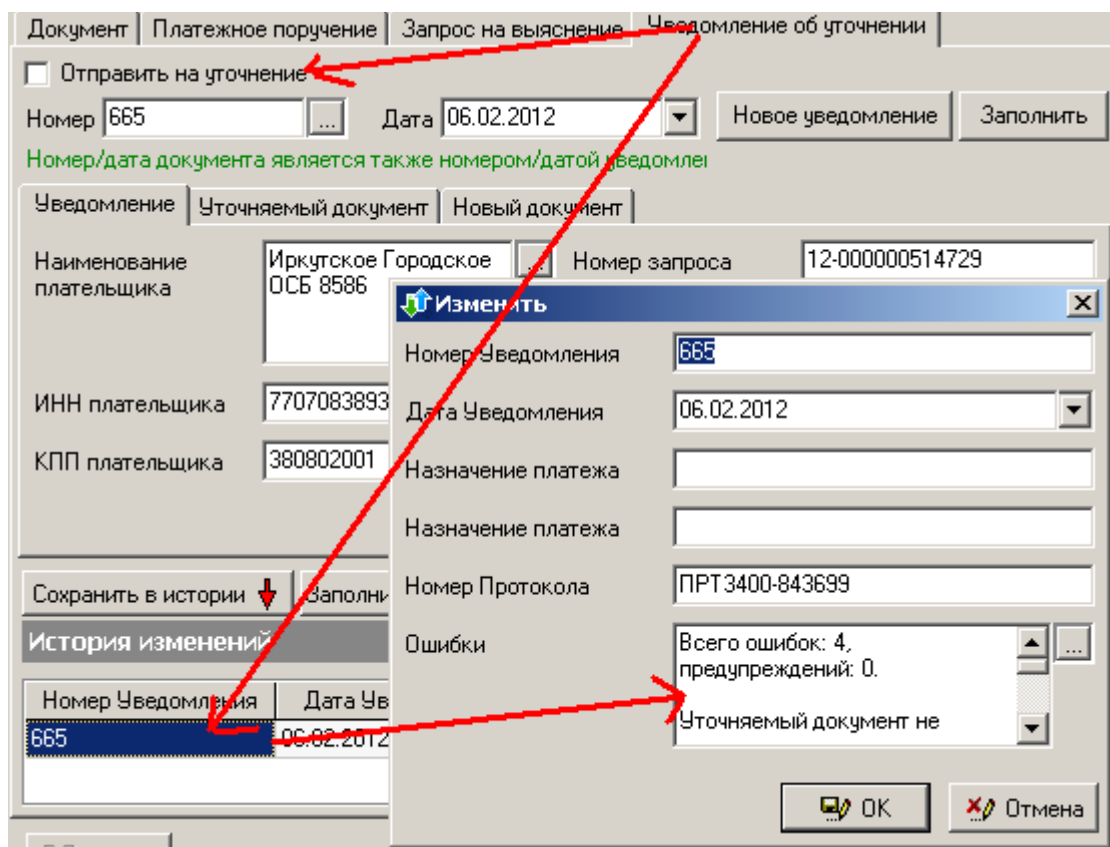 Документ Платежное поручение Запрос на выяснение Уведомление об уточнении
Отправить на уточнение
Номер 665 ... Дата 06.02.2012 Новое уведомление Заполнить
Номер/дата документа является также номером/датой уведомлен
Уведомление Уточняемый документ Новый документ
Наименование плательщика
Иркутское Городское ...
ОСБ 8586
Номер запроса 12-000000514729
ИНН плательщика 7707083893
КПП плательщика 380802001
Сохранить в истории Заполни
История изменений
Номер Уведомления Дата Ув
665 06.02.2012
Изменить
Номер Уведомления 665
Дата Уведомления 06.02.2012
Назначение платежа
Назначение платежа
Номер Протокола ПРТ3400-843699
Ошибки
Всего ошибок: 4, ...
предупреждений: 0.
Уточняемый документ не
OK Отмена